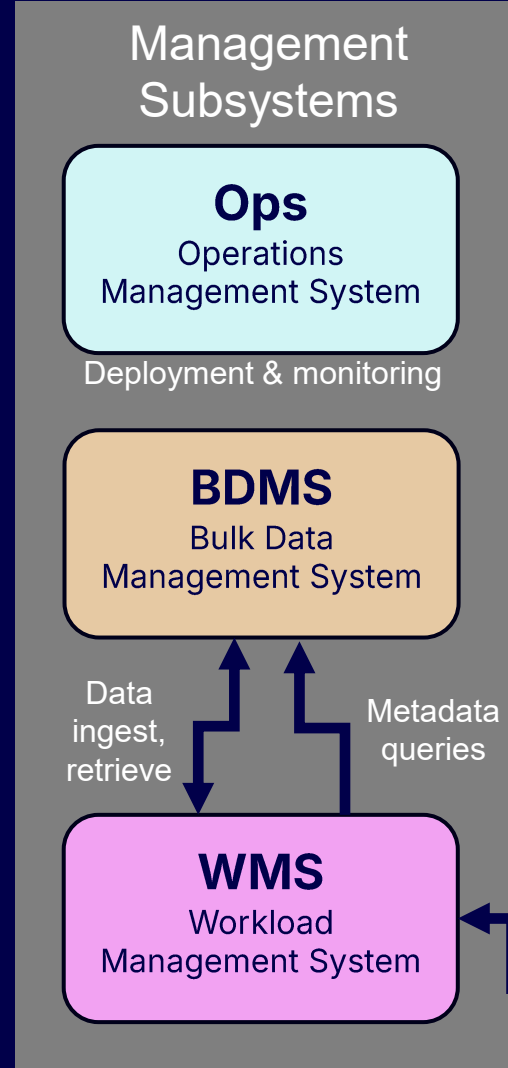 Management
Subsystems
Ops
Operations
Management System
Deployment & monitoring
BDMS
Bulk Data
Management System
Data
ingest,
retrieve
Metadata
queries
WMS
Workload
Management System